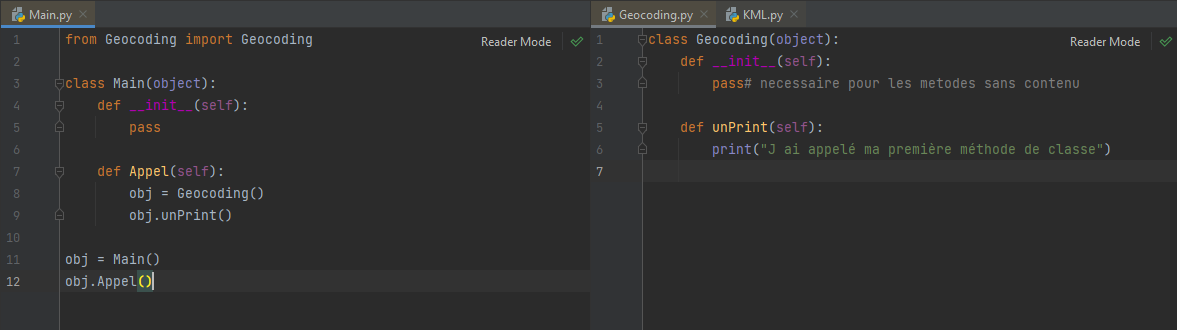 Main.py
from Geocoding import Geocoding
Reader Mode
class Main(object):
def __init__(self):
pass
def Appel(self):
obj = Geocoding()
obj.unPrint()
obj = Main()
obj.Appel()
1
2
3
4
5
6
7
8
9
10
11
12
Geocoding.py
KML.py
class Geocoding(object):
Reader Mode
def __init__(self):
pass# necessaire pour les metodes sans contenu
def unPrint(self):
print("J ai appelé ma première méthode de classe")
1
2
3
4
5
6
7